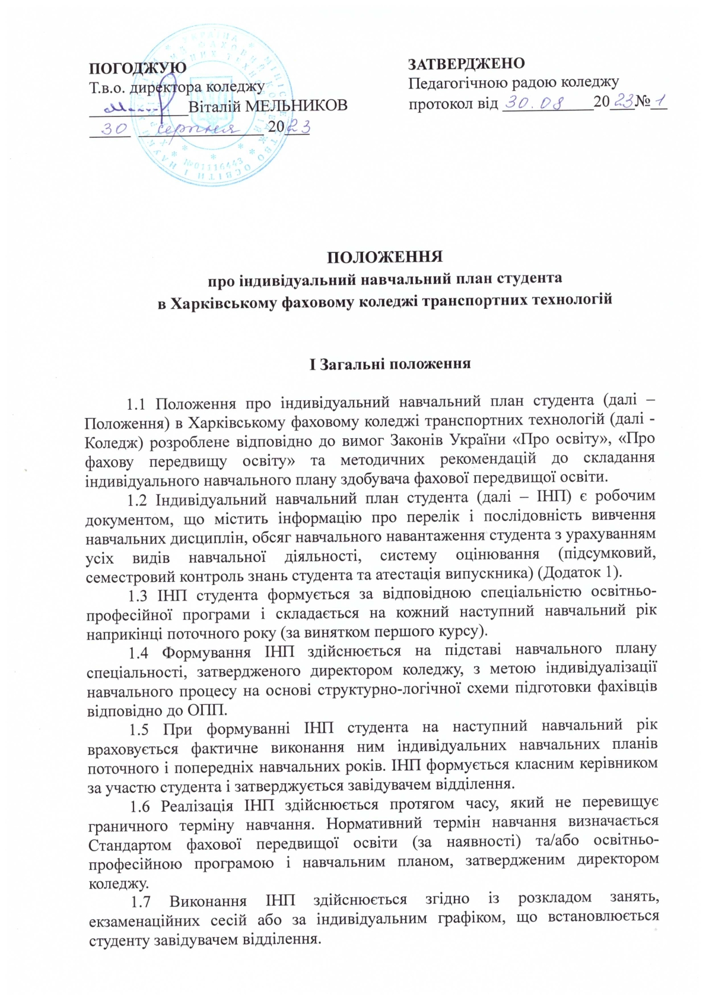 ПОГОДЖУЮ
Т.в.о. директора коледжу
____________Віталій МЕЛЬНИКОВ
30 серпня 2023
ЗАТВЕРДЖЕНО
Педагогічною радою коледжу
протокол від 30.08 2023 № 1
УКРАЇНА * МІНІСТЕРСТВО ОСВІТИ І НАУКИ
№01116443
ПОЛОЖЕННЯ
про індивідуальний навчальний план студента
в Харківському фаховому коледжі транспортних технологій
І Загальні положення
1.1 Положення про індивідуальний навчальний план студента (далі –
Положення) в Харківському фаховому коледжі транспортних технологій (далі -
Коледж) розроблене відповідно до вимог Законів України «Про освіту», «Про
фахову передвищу освіту» та методичних рекомендацій до складання
індивідуального навчального плану здобувача фахової передвищої освіти.
1.2 Індивідуальний навчальний план студента (далі – ІНП) є робочим
документом, що містить інформацію про перелік і послідовність вивчення
навчальних дисциплін, обсяг навчального навантаження студента з урахуванням
усіх видів навчальної діяльності, систему оцінювання (підсумковий,
семестровий контроль знань студента та атестація випускника) (Додаток 1).
1.3 ІНП студента формується за відповідною спеціальністю освітньо-
професійної програми і складається на кожний наступний навчальний рік
наприкінці поточного року (за винятком першого курсу).
1.4 Формування ІНП здійснюється на підставі навчального плану
спеціальності, затвердженого директором коледжу, з метою індивідуалізації
навчального процесу на основі структурно-логічної схеми підготовки фахівців
відповідно до ОПП.
1.5 При формуванні ІНП студента на наступний навчальний рік
враховується фактичне виконання ним індивідуальних навчальних планів
поточного і попередніх навчальних років. ІНП формується класним керівником
за участю студента і затверджується завідувачем відділення.
1.6 Реалізація ІНП здійснюється протягом часу, який не перевищує
граничного терміну навчання. Нормативний термін навчання визначається
Стандартом фахової передвищої освіти (за наявності) та/або освітньо-
професійною програмою і навчальним планом, затвердженим директором
коледжу.
1.7 Виконання ІНП здійснюється згідно із розкладом занять,
екзаменаційних сесій або за індивідуальним графіком, що встановлюється
студенту завідувачем відділення.